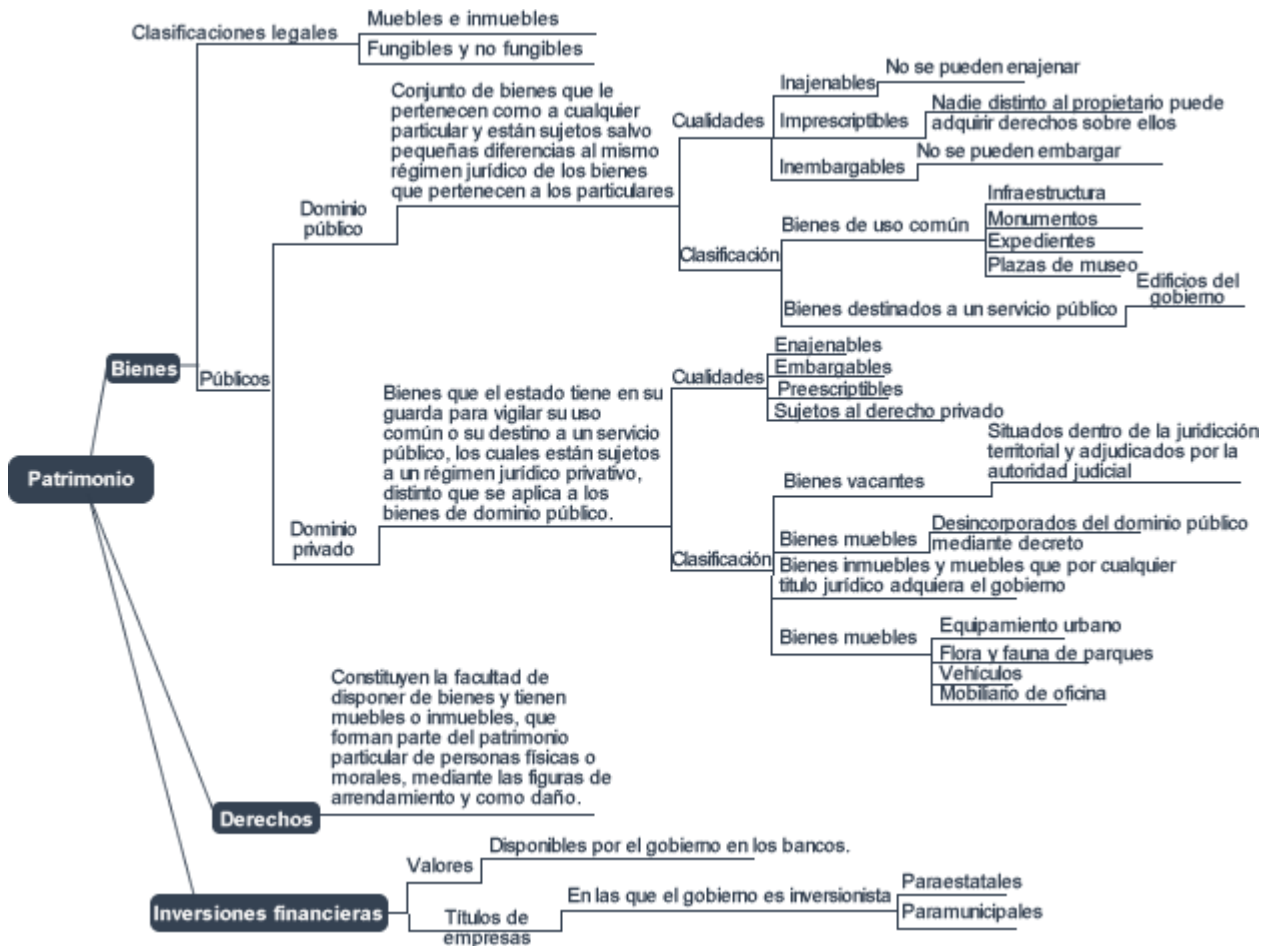 Clasificaciones legales
Muebles e inmuebles
Fungibles y no fungibles
Conjunto de bienes que le
pertenecen como a cualquier
particular y están sujetos salvo
pequeñas diferencias al mismo
régimen jurídico de los bienes
que pertenecen a los particulares
Dominio
público
Cualidades
Inajenables
No se pueden enajenar
Imprescriptibles
Nadie distinto al propietario puede
adquirir derechos sobre ellos
Inembargables
No se pueden embargar
Clasificación
Bienes de uso común
Infraestructura
Monumentos
Expedientes
Plazas de museo
Bienes destinados a un servicio público
Edificios del
gobierno
Bienes
Públicos
Patrimonio
Dominio
privado
Bienes que el estado tiene en su
guarda para vigilar su uso
común o su destino a un servicio
público, los cuales están sujetos
a un régimen jurídico privativo,
distinto que se aplica a los
bienes de dominio público.
Cualidades
Enajenables
Embargables
Preescriptibles
Sujetos al derecho privado
Clasificación
Bienes vacantes
Situados dentro de la juridicción
territorial y adjudicados por la
autoridad judicial
Bienes muebles
Desincorporados del dominio público
mediante decreto
Bienes inmuebles y muebles que por cualquier
titulo jurídico adquiera el gobierno
Bienes muebles
Equipamiento urbano
Flora y fauna de parques
Vehículos
Mobiliario de oficina
Derechos
Constituyen la facultad de
disponer de bienes y tienen
muebles o inmuebles, que
forman parte del patrimonio
particular de personas físicas o
morales, mediante las figuras de
arrendamiento y como daño.
Inversiones financieras
Valores
Disponibles por el gobierno en los bancos.
Títulos de
empresas
En las que el gobierno es inversionista
Paraestatales
Paramunicipales